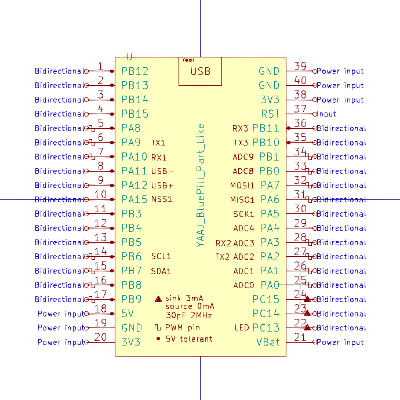 U
YAAJ
USB
YAAJ_BluePill_Part_Like
Bidirectional 1 PB12
Bidirectional 2 PB13
Bidirectional 3 PB14
Bidirectional 4 PB15
Bidirectional 5 PA8
Bidirectional 6 PA9 TX1
Bidirectional 7 PA10 RX1
Bidirectional 8 PA11 USB-
Bidirectional 9 PA12 USB+
Bidirectional 10 PA15 NSS1
Bidirectional 11 PB3
Bidirectional 12 PB4
Bidirectional 13 PB5
Bidirectional 14 PB6 SCL1
Bidirectional 15 PB7 SDA1
Bidirectional 16 PB8
Bidirectional 17 PB9
Power input 18 5V
Power input 19 GND
Power input 20 3V3
sink 3mA
source 0mA
30pF 2MHz
PWM pin
5V tolerant
GND 39 Power input
GND 40 Power input
3V3 38 Power input
RST 37 Input
RX3 PB11 36 Bidirectional
TX3 PB10 35 Bidirectional
ADC9 PB1 34 Bidirectional
ADC8 PB0 33 Bidirectional
MOSI1 PA7 32 Bidirectional
MISO1 PA6 31 Bidirectional
SCK1 PA5 30 Bidirectional
ADC4 PA4 29 Bidirectional
RX2 ADC3 PA3 28 Bidirectional
TX2 ADC2 PA2 27 Bidirectional
ADC1 PA1 26 Bidirectional
ADC0 PA0 25 Bidirectional
PC15 24 Bidirectional
PC14 23 Bidirectional
LED PC13 22 Bidirectional
VBat 21 Power input